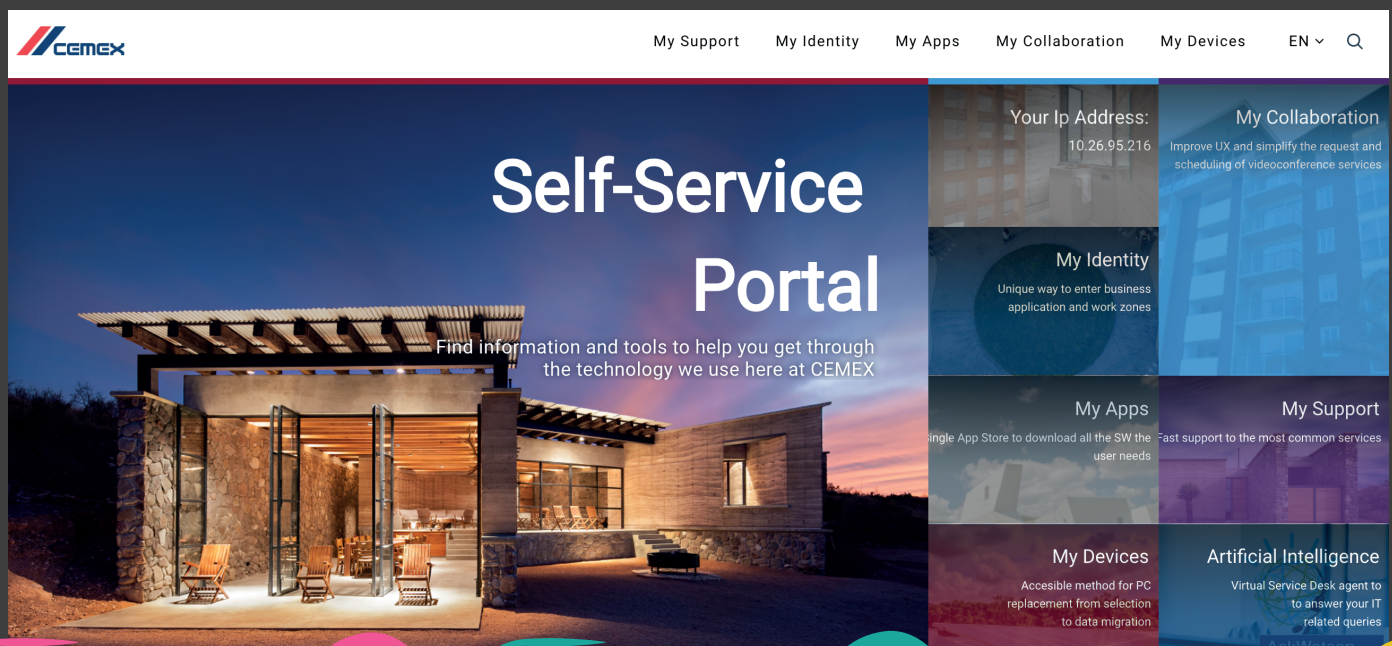 CEMEX
My Support My Identity My Apps My Collaboration My Devices EN
Self-Service
Portal
Find information and tools to help you get through
the technology we use here at CEMEX
Your Ip Address:
10.26.95.216
My Collaboration
Improve UX and simplify the request and
scheduling of videoconference services
My Identity
Unique way to enter business
application and work zones
My Apps
ingle App Store to download all the SW the
user needs
My Support
Fast support to the most common services
My Devices
Accesible method for PC
replacement from selection
to data migration
Artificial Intelligence
Virtual Service Desk agent to
to answer your IT
related queries
AskWatson